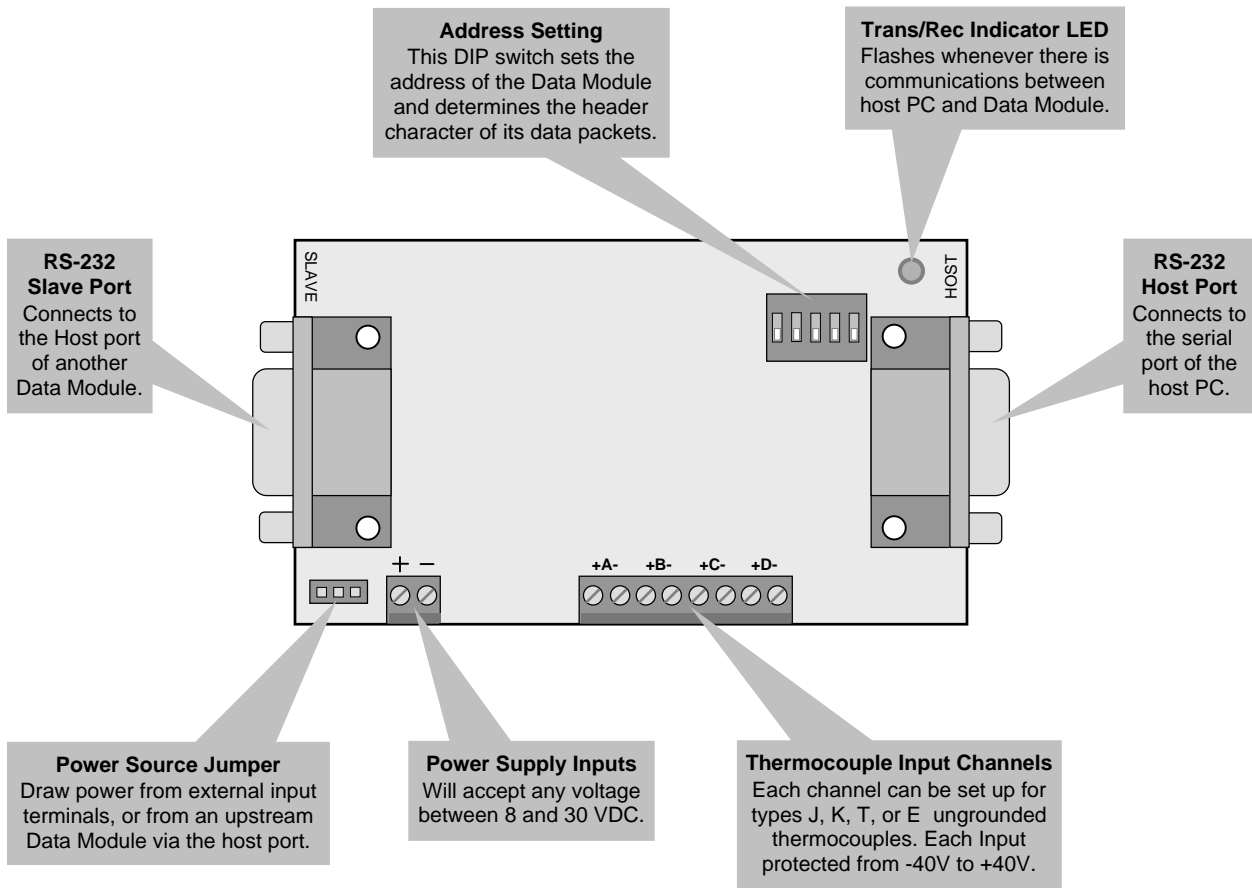 Address Setting
This DIP switch sets the
address of the Data Module
and determines the header
character of its data packets.
Trans/Rec Indicator LED
Flashes whenever there is
communications between
host PC and Data Module.
RS-232
Slave Port
Connects to
the Host port
of another
Data Module.
SLAVE
HOST
RS-232
Host Port
Connects to
the serial
port of the
host PC.
+ −
+A- +B- +C- +D-
Power Source Jumper
Draw power from external input
terminals, or from an upstream
Data Module via the host port.
Power Supply Inputs
Will accept any voltage
between 8 and 30 VDC.
Thermocouple Input Channels
Each channel can be set up for
types J, K, T, or E ungrounded
thermocouples. Each Input
protected from -40V to +40V.